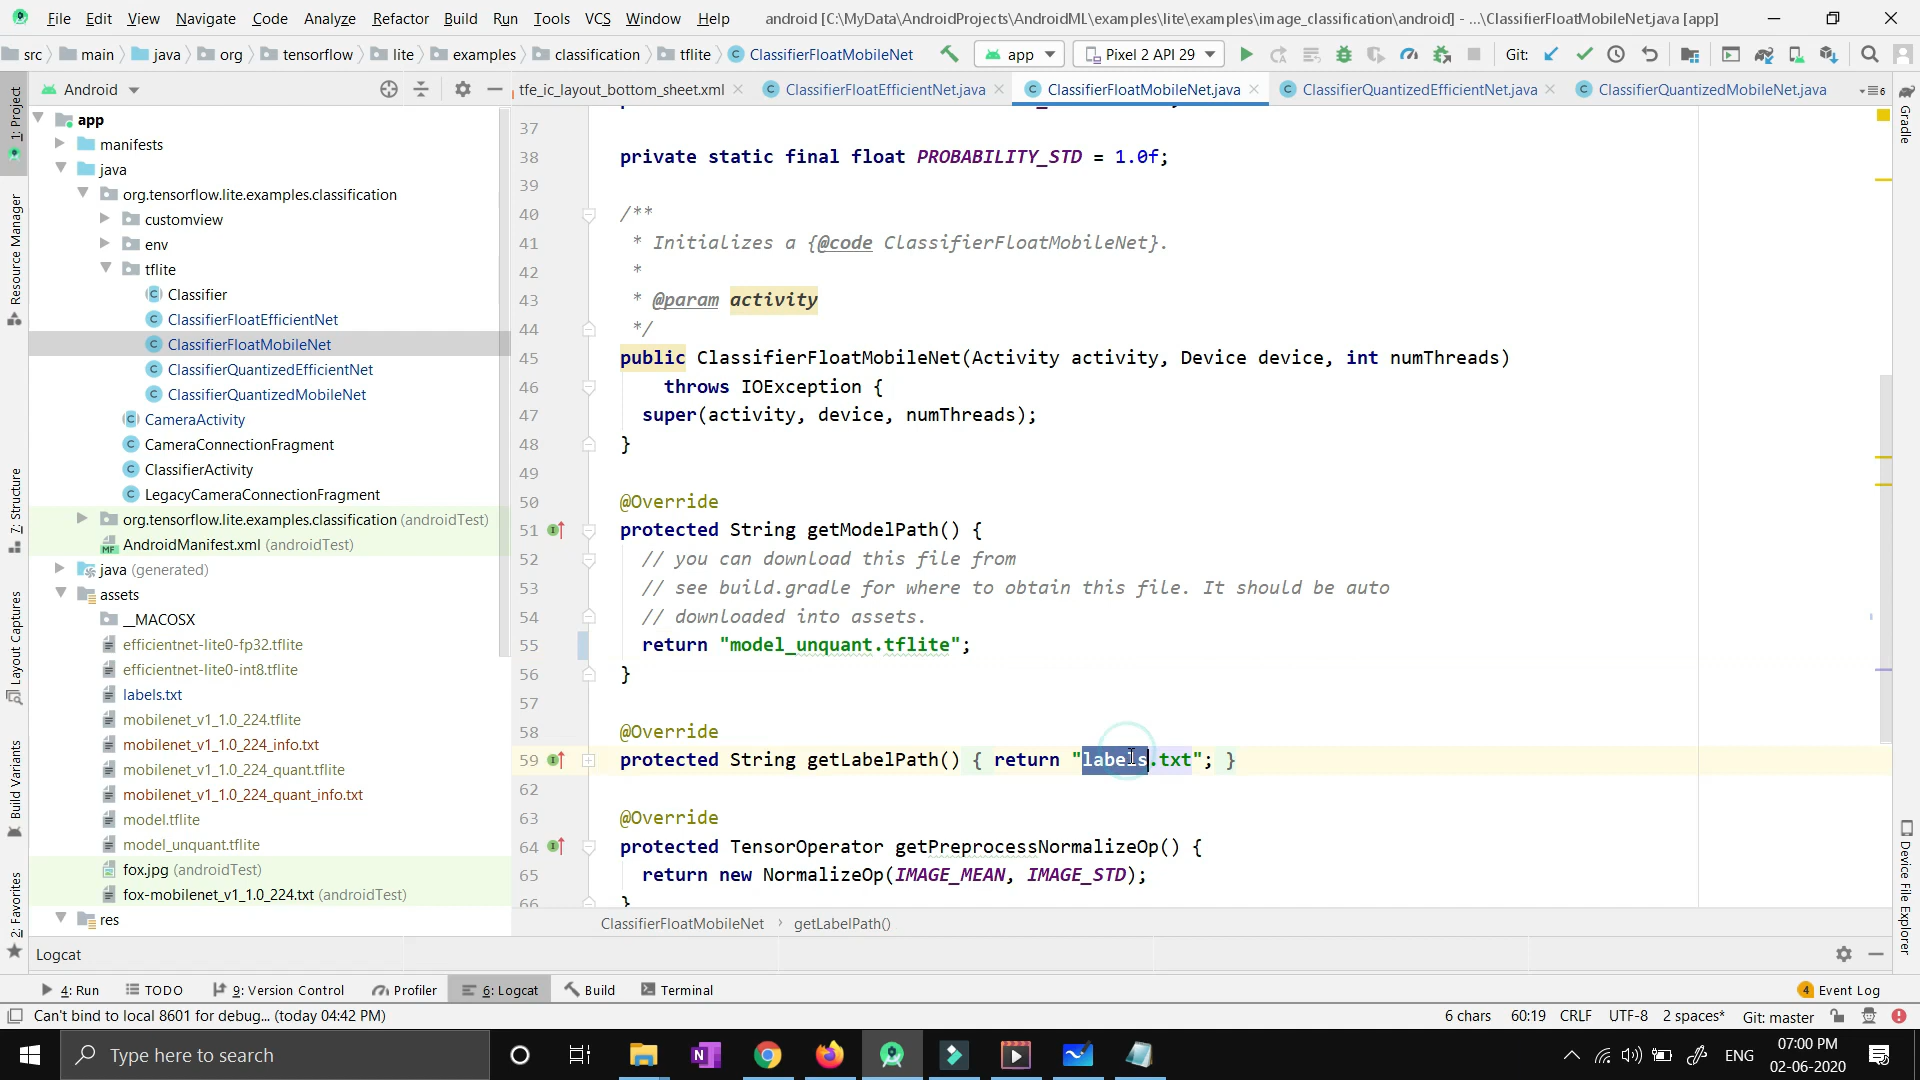 File Edit View Navigate Code Analyze Refactor Build Run Tools VCS Window Help android [C:\MyData\AndroidProjects\AndroidML\examples\lite\examples\image_classification\android] - ...\ClassifierFloatMobileNet.java [app]
src main java org tensorflow lite examples classification tflite ClassifierFloatMobileNet app Pixel 2 API 29 Git:
Android tfe_ic_layout_bottom_sheet.xml ClassifierFloatEfficientNet.java ClassifierFloatMobileNet.java ClassifierQuantizedEfficientNet.java ClassifierQuantizedMobileNet.java 6
1: Project
Resource Manager
7: Structure
Layout Captures
Build Variants
2: Favorites
app
manifests
java
org.tensorflow.lite.examples.classification
customview
env
tflite
Classifier
ClassifierFloatEfficientNet
ClassifierFloatMobileNet
ClassifierQuantizedEfficientNet
ClassifierQuantizedMobileNet
CameraActivity
CameraConnectionFragment
ClassifierActivity
LegacyCameraConnectionFragment
org.tensorflow.lite.examples.classification (androidTest)
AndroidManifest.xml (androidTest)
java (generated)
assets
__MACOSX
efficientnet-lite0-fp32.tflite
efficientnet-lite0-int8.tflite
labels.txt
mobilenet_v1_1.0_224.tflite
mobilenet_v1_1.0_224_info.txt
mobilenet_v1_1.0_224_quant.tflite
mobilenet_v1_1.0_224_quant_info.txt
model.tflite
model_unquant.tflite
fox.jpg (androidTest)
fox-mobilenet_v1_1.0_224.txt (androidTest)
res
37
38 private static final float PROBABILITY_STD = 1.0f;
39
40 /**
41 * Initializes a {@code ClassifierFloatMobileNet}.
42 *
43 * @param activity
44 */
45 public ClassifierFloatMobileNet(Activity activity, Device device, int numThreads)
46 throws IOException {
47 super(activity, device, numThreads);
48 }
49
50 @Override
51 protected String getModelPath() {
52 // you can download this file from
53 // see build.gradle for where to obtain this file. It should be auto
54 // downloaded into assets.
55 return "model_unquant.tflite";
56 }
57
58 @Override
59 protected String getLabelPath() { return "labels.txt"; }
62
63 @Override
64 protected TensorOperator getPreprocessNormalizeOp() {
65 return new NormalizeOp(IMAGE_MEAN, IMAGE_STD);
66 }
ClassifierFloatMobileNet › getLabelPath()
Gradle
Device File Explorer
Logcat
4: Run TODO 9: Version Control Profiler 6: Logcat Build Terminal 4 Event Log
Can't bind to local 8601 for debug... (today 04:42 PM) 6 chars 60:19 CRLF UTF-8 2 spaces* Git: master
Type here to search ENG 07:00 PM
02-06-2020